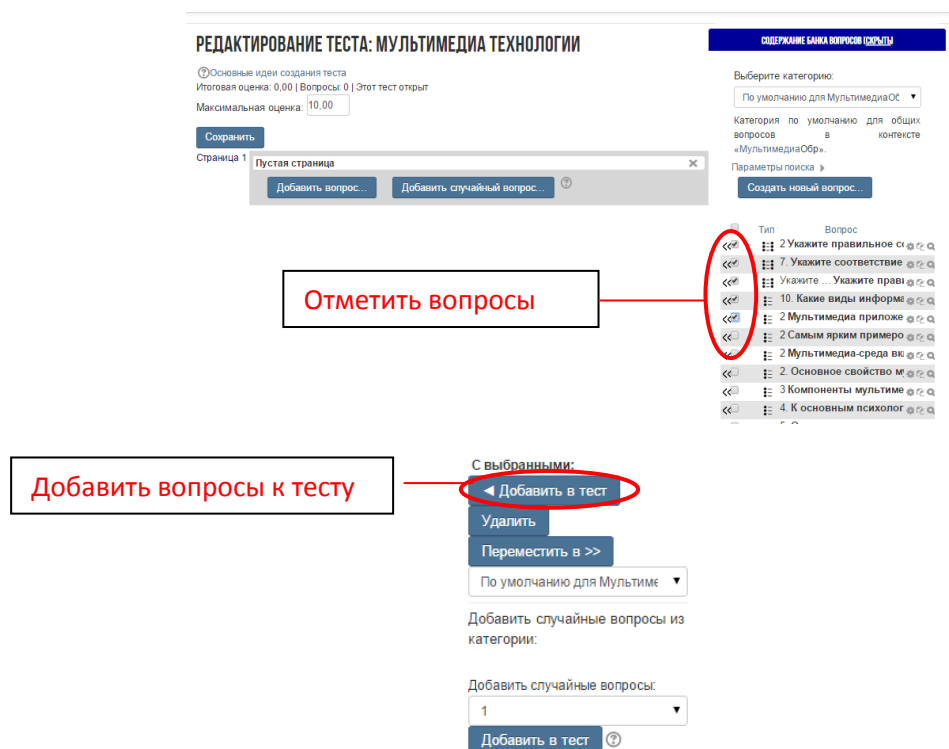 РЕДАКТИРОВАНИЕ ТЕСТА: МУЛЬТИМЕДИА ТЕХНОЛОГИИ
Основные идеи создания теста
Итоговая оценка: 0,00 | Вопросы: 0 | Этот тест открыт
Максимальная оценка: 10,00
Сохранить
Страница 1
Пустая страница
Добавить вопрос...
Добавить случайный вопрос...
СОДЕРЖАНИЕ БАНКА ВОПРОСОВ [СКРЫТЬ]
Выберите категорию:
По умолчанию для МультимедиаОб
Категория по умолчанию для общих
вопросов в контексте
«МультимедиаОбр».
Параметры поиска
Создать новый вопрос...
Тип Вопрос
2 Укажите правильное со
7. Укажите соответствие
Укажите ... Укажите прави
10. Какие виды информа
2 Мультимедиа приложе
2 Самым ярким примеро
2 Мультимедиа-среда вк
2. Основное свойство м
3 Компоненты мультиме
4. К основным психолог
Отметить вопросы
Добавить вопросы к тесту
С выбранными:
◄ Добавить в тест
Удалить
Переместить в >>
По умолчанию для Мультиме
Добавить случайные вопросы из
категории:
Добавить случайные вопросы:
1
Добавить в тест